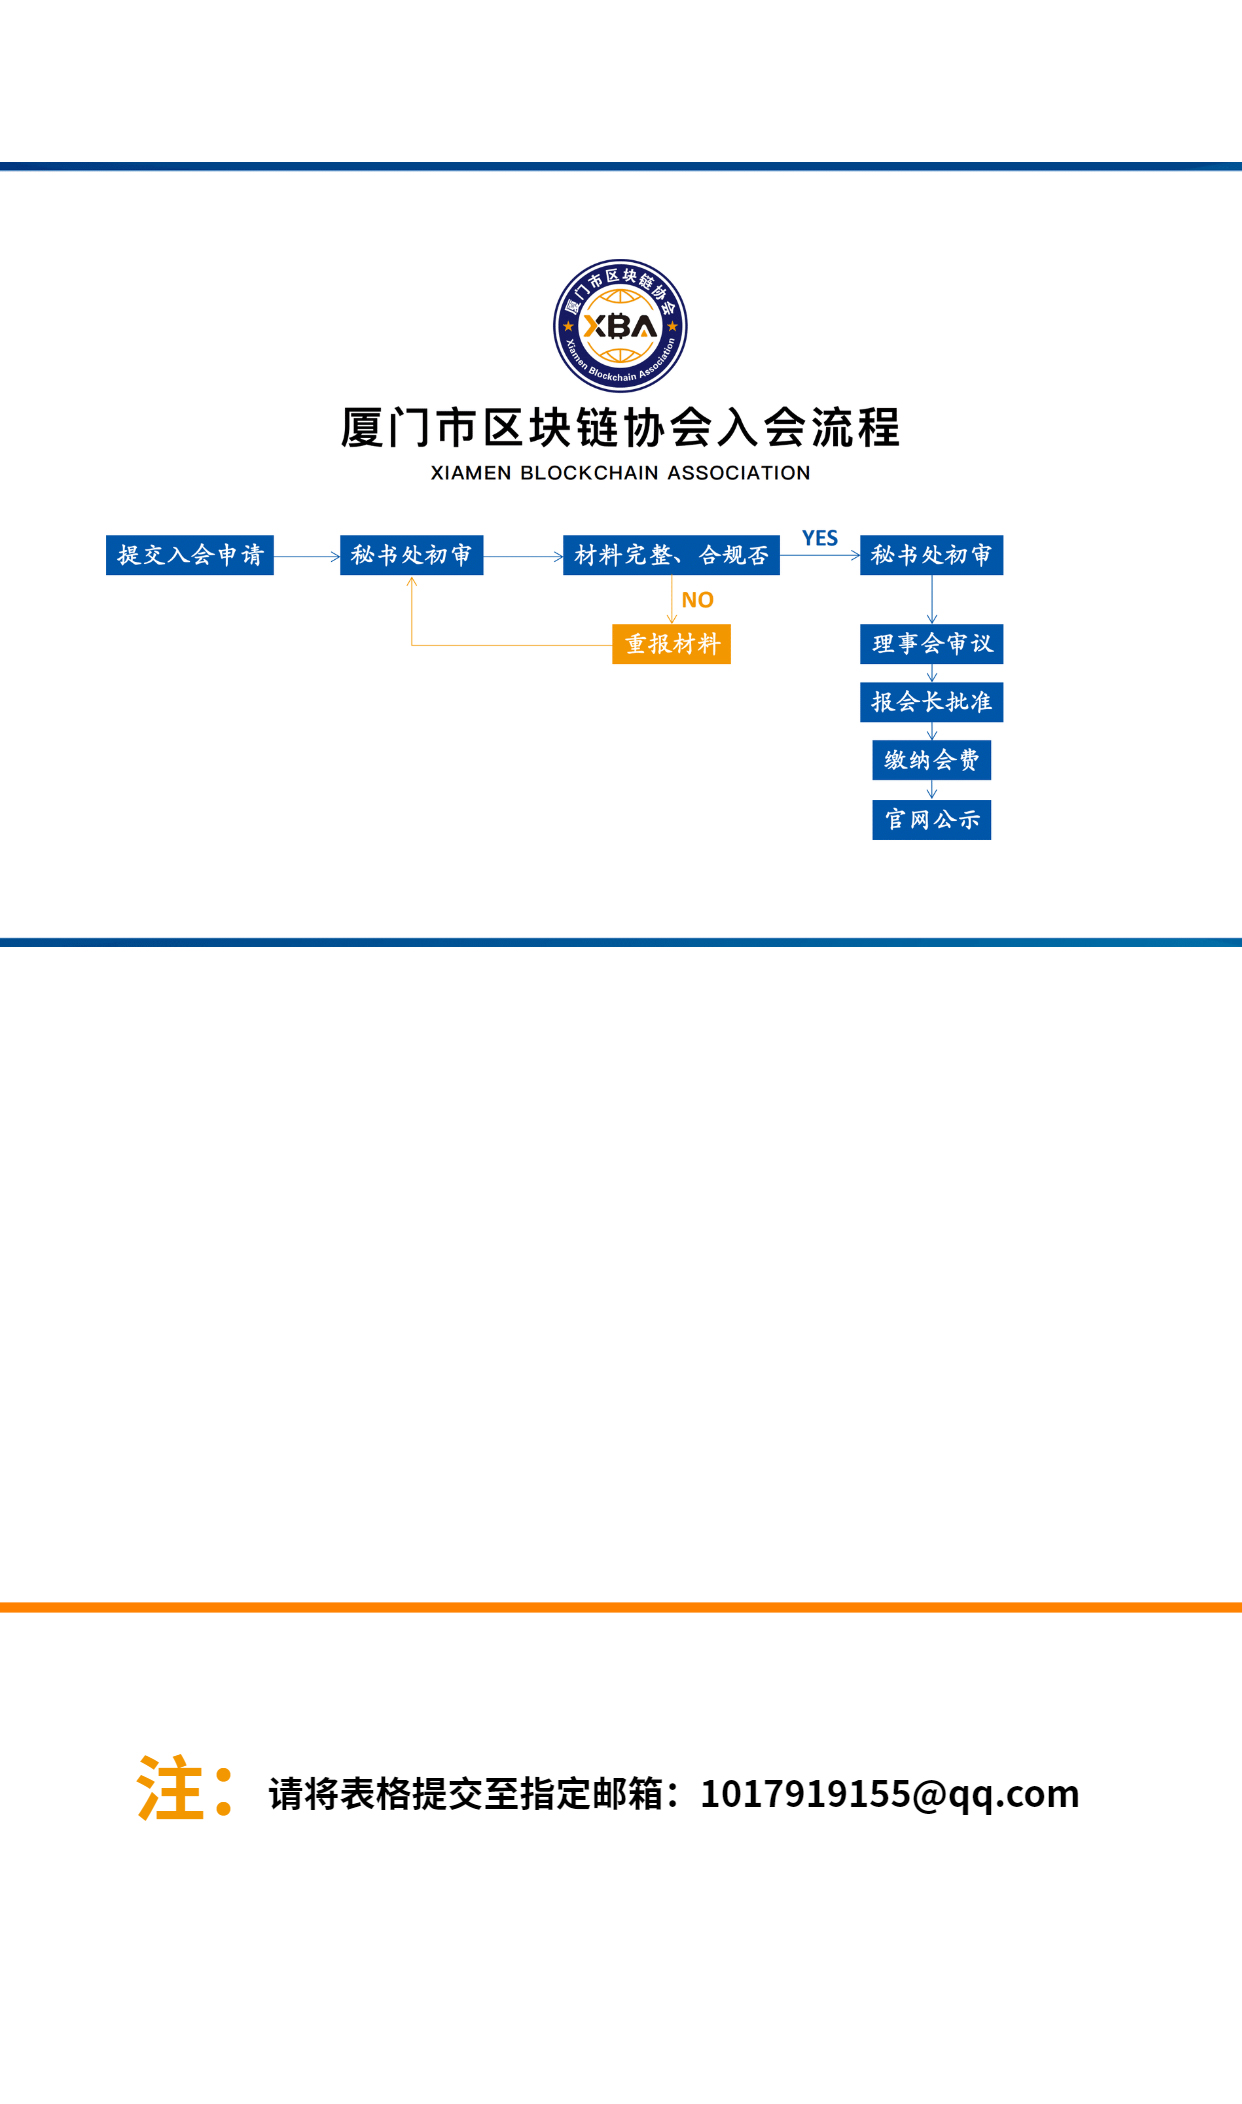 厦门市区块链协会
XBA
Xiamen Blockchain Association
厦门市区块链协会入会流程
XIAMEN BLOCKCHAIN ASSOCIATION
提交入会申请
秘书处初审
材料完整、合规否
YES
秘书处初审
NO
重报材料
理事会审议
报会长批准
缴纳会费
官网公示
注：请将表格提交至指定邮箱：1017919155@qq.com